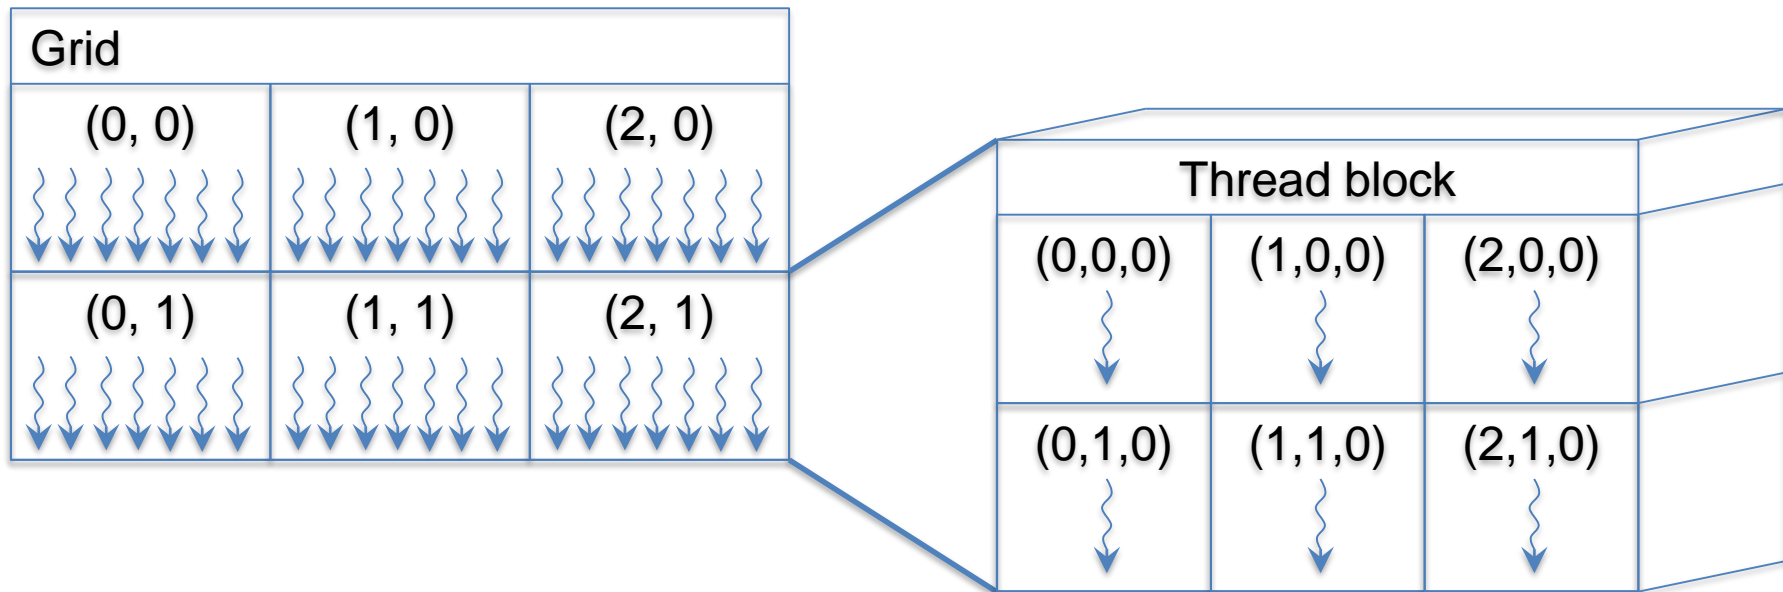 Grid
(0, 0) (1, 0) (2, 0)
(0, 1) (1, 1) (2, 1)
Thread block
(0,0,0) (1,0,0) (2,0,0)
(0,1,0) (1,1,0) (2,1,0)